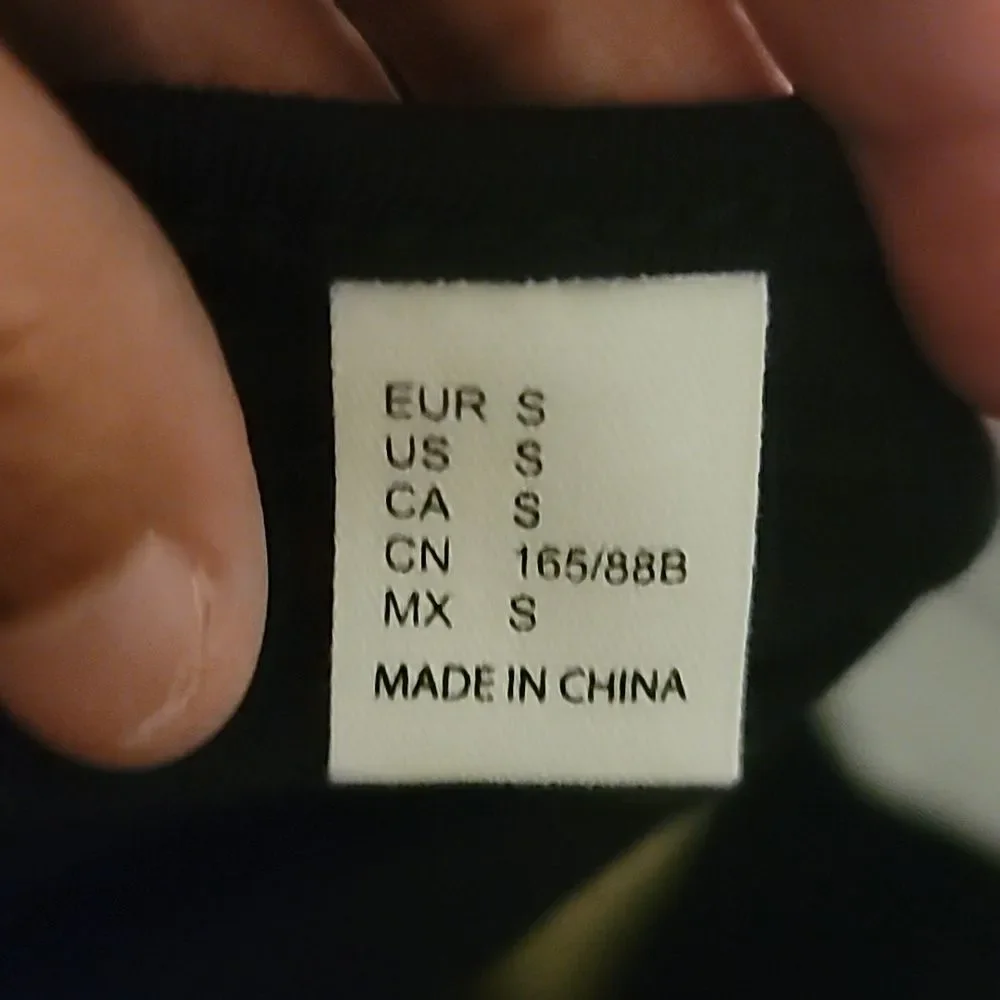 EUR S
US S
CA S
CN 165/88B
MX S
MADE IN CHINA